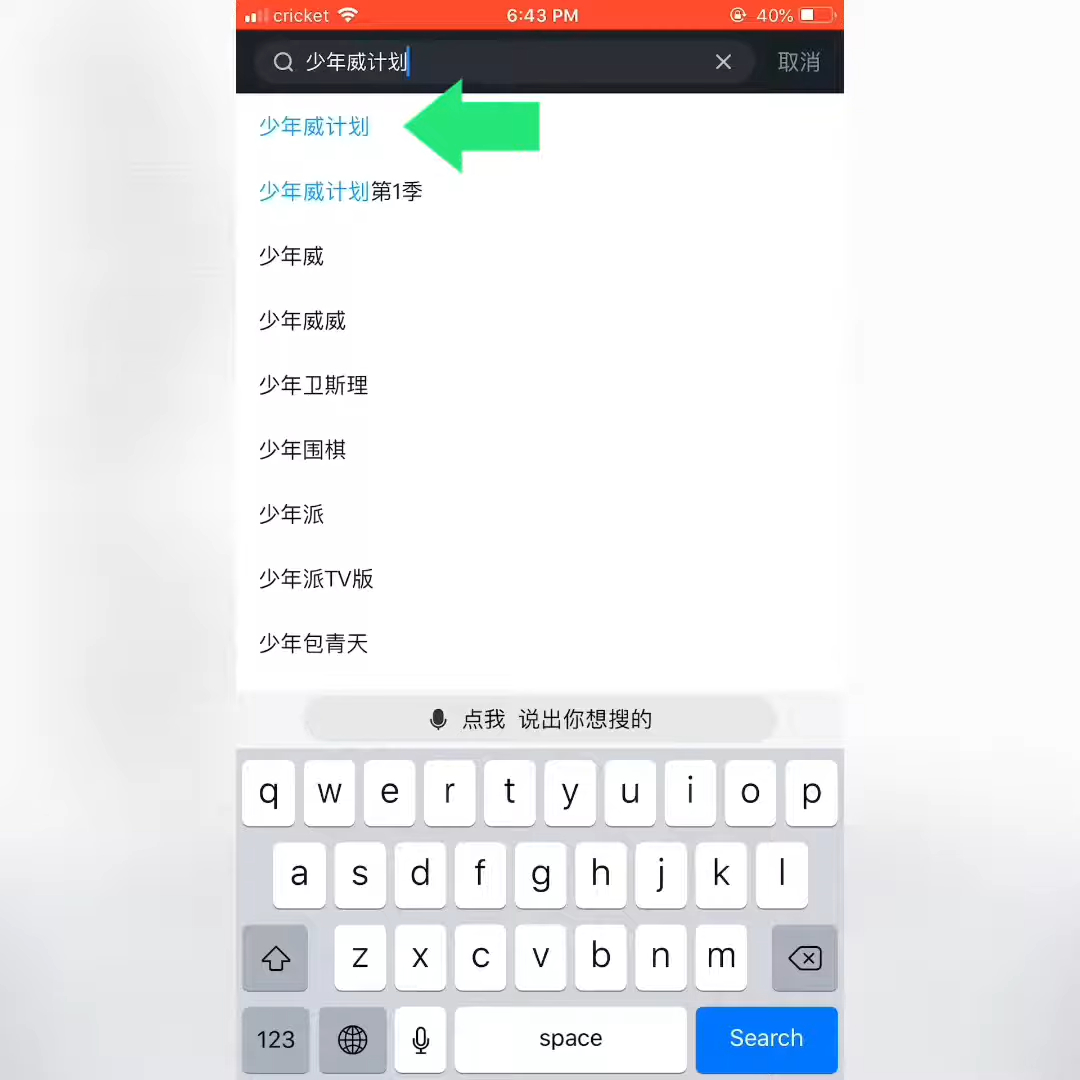 cricket 6:43 PM 40%
少年威计划 取消
少年威计划
少年威计划第1季
少年威
少年威威
少年卫斯理
少年围棋
少年派
少年派TV版
少年包青天
点我 说出你想搜的
q w e r t y u i o p
a s d f g h j k l
z x c v b n m
123 space Search